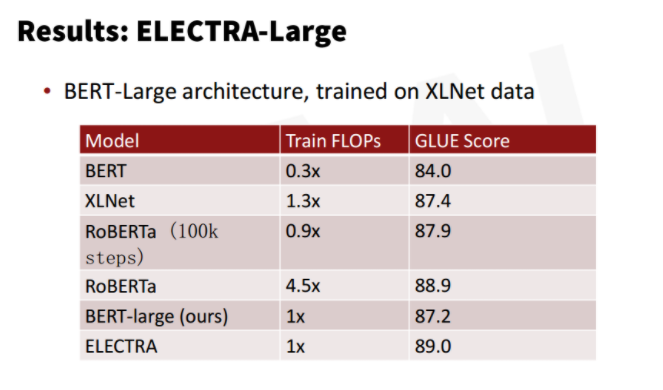 Results: ELECTRA-Large
• BERT-Large architecture, trained on XLNet data
Model Train FLOPs GLUE Score
BERT 0.3x 84.0
XLNet 1.3x 87.4
RoBERTa（100k 0.9x 87.9
steps）
RoBERTa 4.5x 88.9
BERT-large (ours) 1x 87.2
ELECTRA 1x 89.0